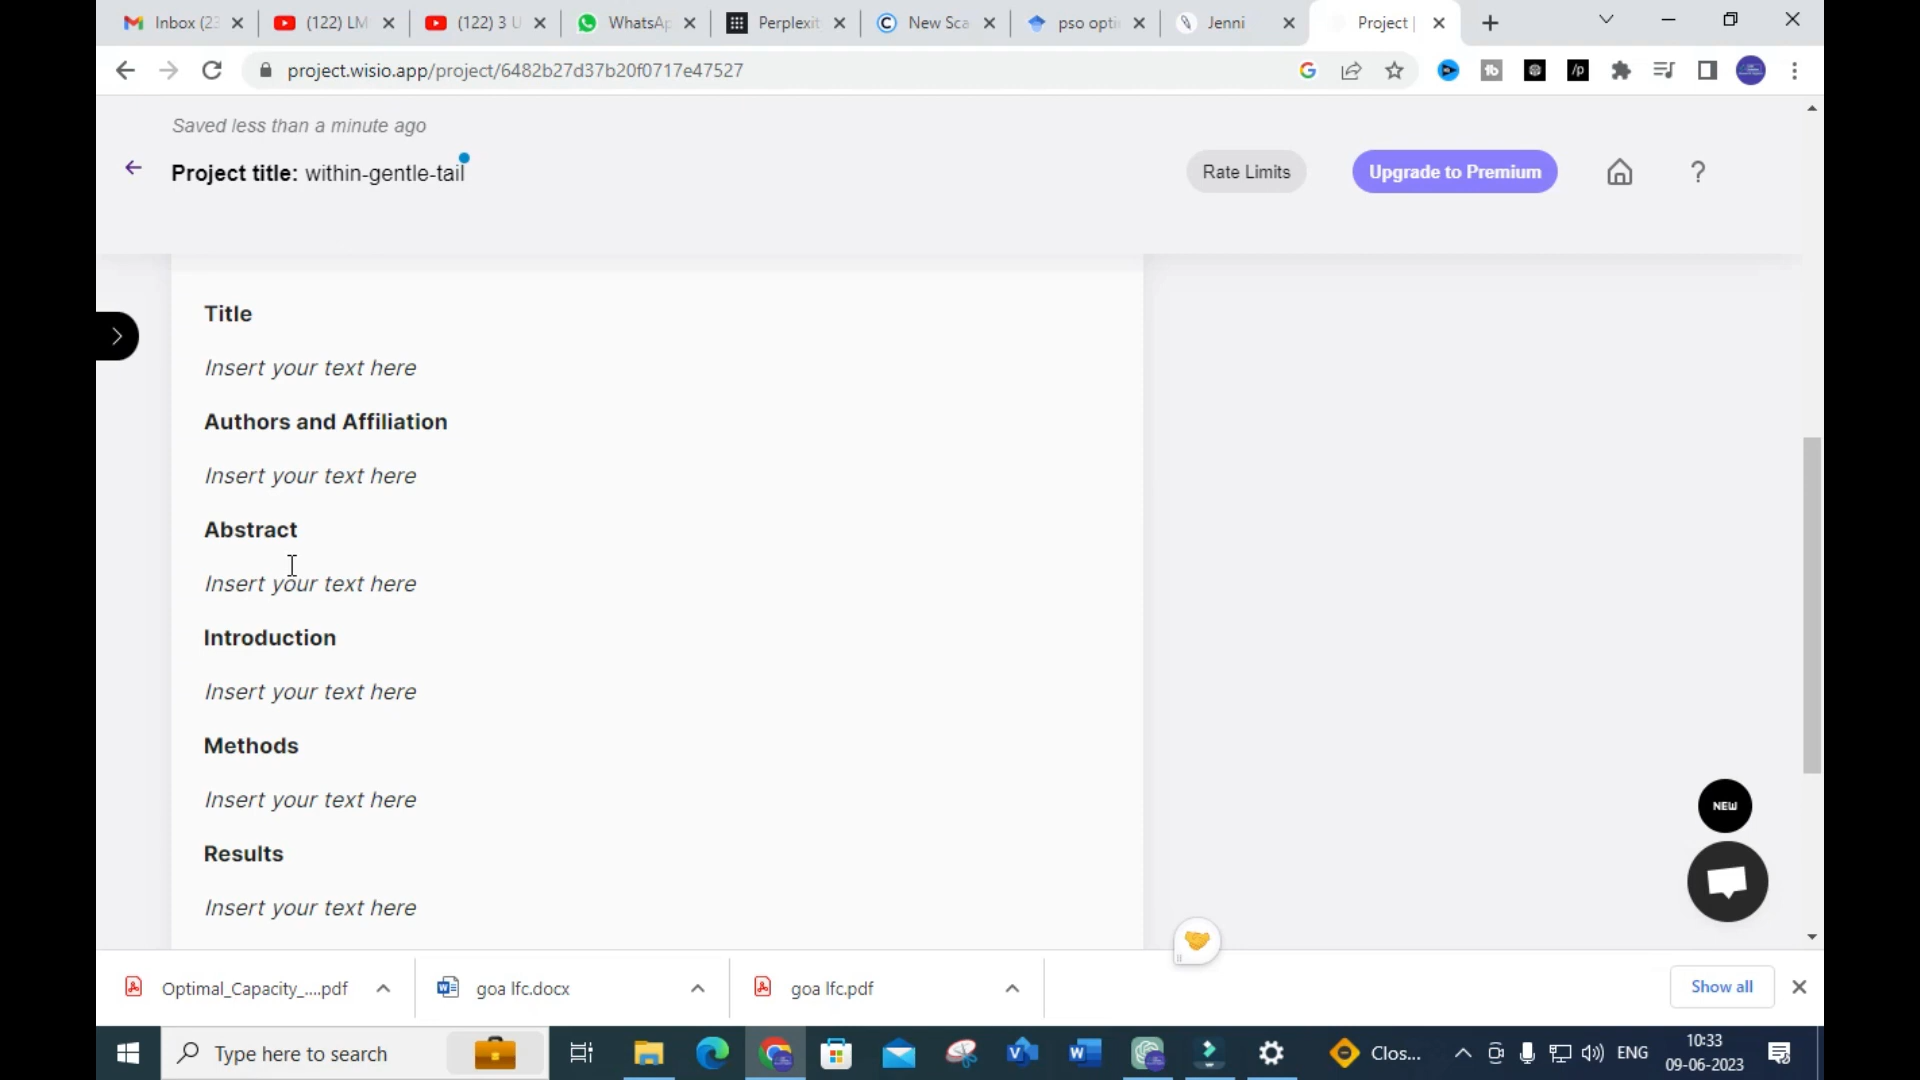 Inbox (23
(122) LM
(122) 3 U
WhatsAp
Perplexit
New Sca
pso opti
Jenni
Project |
project.wisio.app/project/6482b27d37b20f0717e47527
Saved less than a minute ago
Project title: within-gentle-tail
Rate Limits
Upgrade to Premium
?
Title
Insert your text here
Authors and Affiliation
Insert your text here
Abstract
Insert your text here
Introduction
Insert your text here
Methods
Insert your text here
Results
Insert your text here
NEW
Optimal_Capacity_....pdf
goa lfc.docx
goa lfc.pdf
Show all
Type here to search
Clos...
ENG
10:33
09-06-2023